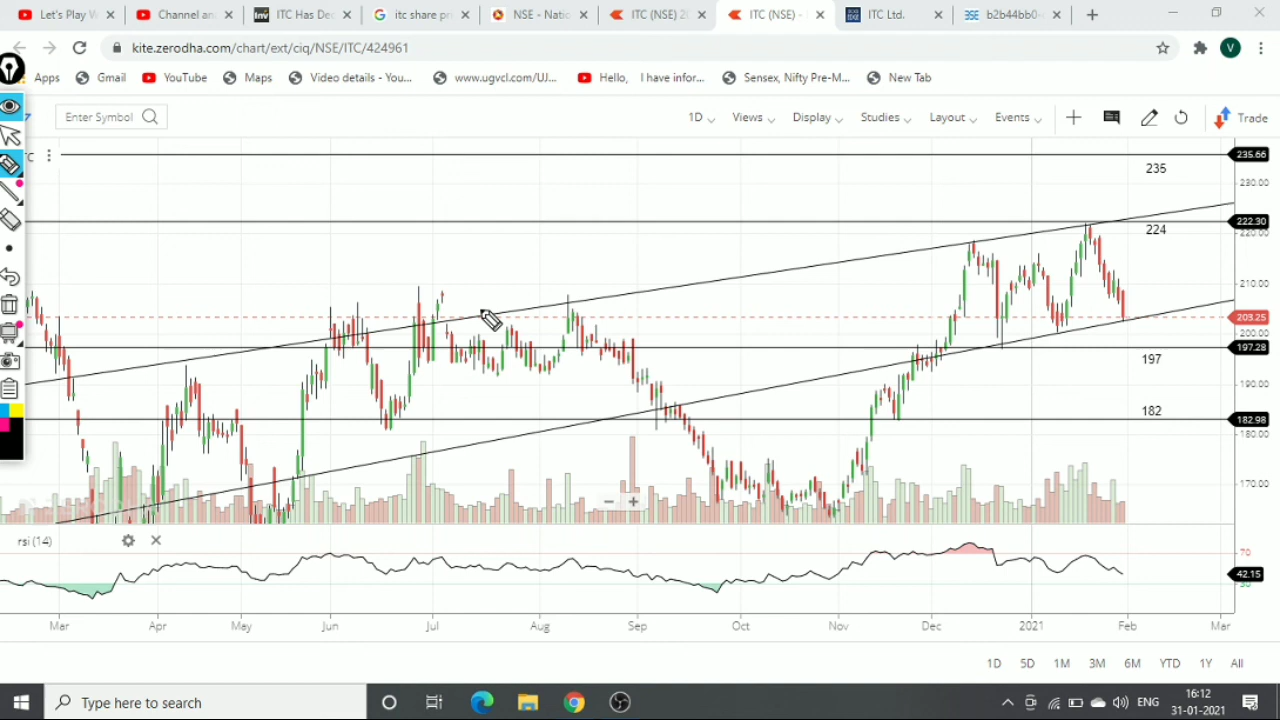 Let's Play W
Channel an
ITC Has De
itc share pri
NSE - Natio
ITC (NSE) 2
ITC (NSE) -
ITC Ltd.
b2b44bb0-
kite.zerodha.com/chart/ext/ciq/NSE/ITC/424961
V
Apps
Gmail
YouTube
Maps
Video details - You...
www.ugvcl.com/UJ...
Hello, I have infor...
Sensex, Nifty Pre-M...
New Tab
Enter Symbol
1D
Views
Display
Studies
Layout
Events
Trade
235.66
235
230.00
222.30
224
220.00
210.00
203.25
200.00
197.28
197
190.00
182
182.98
180.00
170.00
rsi (14)
70
42.15
Mar
Apr
May
Jun
Jul
Aug
Sep
Oct
Nov
Dec
2021
Feb
Mar
1D
5D
1M
3M
6M
YTD
1Y
All
Type here to search
ENG
16:12
31-01-2021